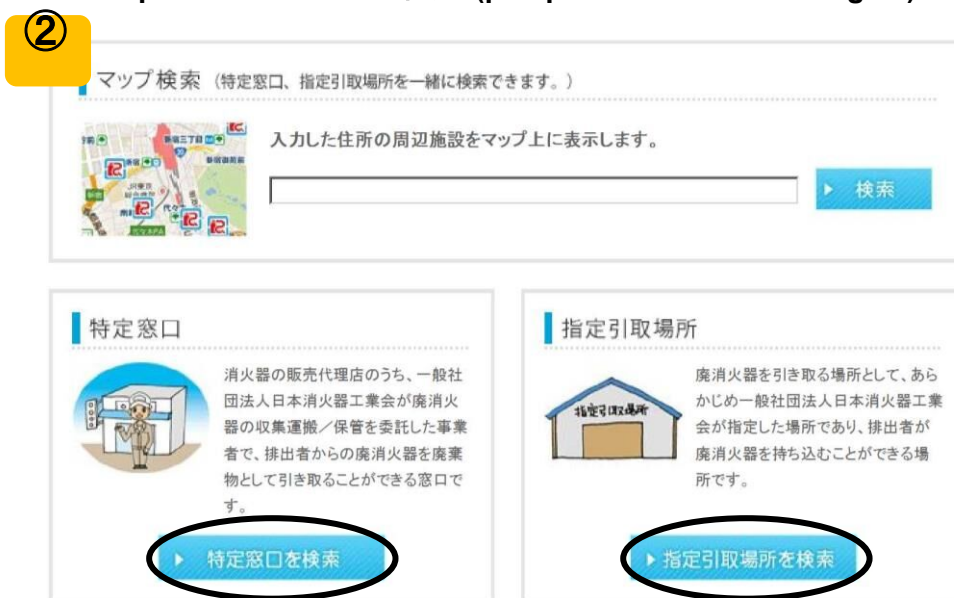 ②
マップ検索（特定窓口、指定引取場所を一緒に検索できます。）
入力した住所の周辺施設をマップ上に表示します。
検索
特定窓口
消火器の販売代理店のうち、一般社
団法人日本消火器工業会が廃消火
器の収集運搬／保管を委託した事業
者で、排出者からの廃消火器を廃棄
物として引き取ることができる窓口で
す。
特定窓口を検索
指定引取場所
指定引取場所
廃消火器を引き取る場所として、あら
かじめ一般社団法人日本消火器工業
会が指定した場所であり、排出者が
廃消火器を持ち込むことができる場
所です。
指定引取場所を検索